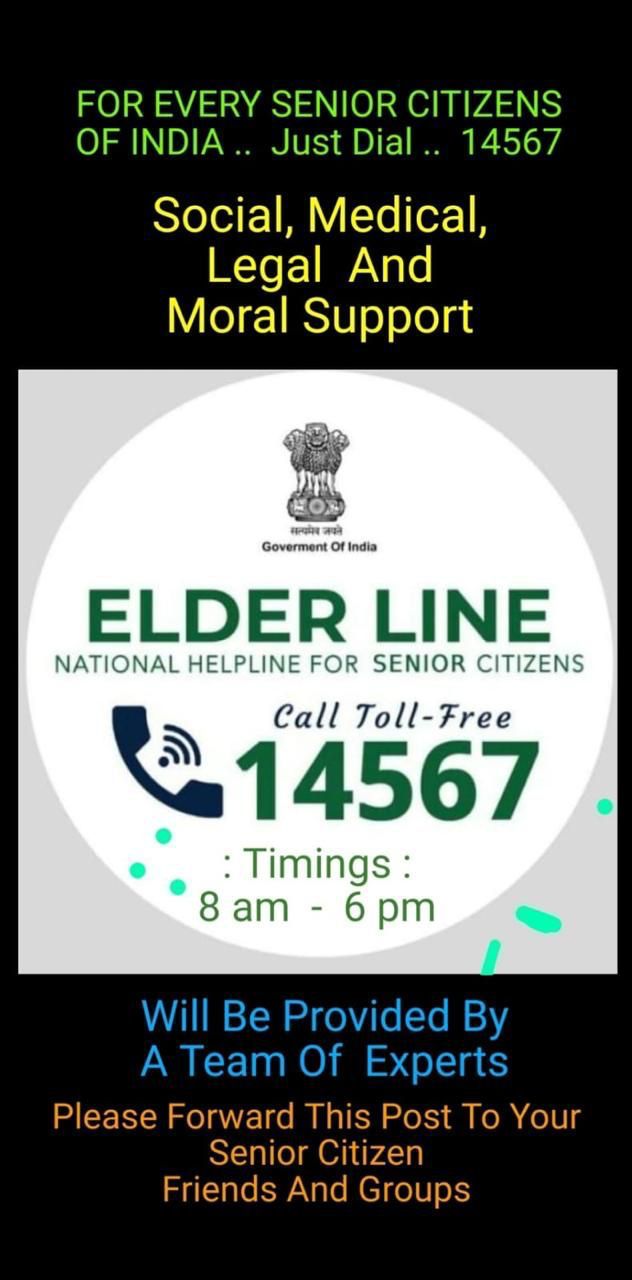 FOR EVERY SENIOR CITIZENS
OF INDIA .. Just Dial .. 14567
Social, Medical,
Legal And
Moral Support
सत्यमेव जयते
Goverment Of India
ELDER LINE
NATIONAL HELPLINE FOR SENIOR CITIZENS
Call Toll-Free
14567
: Timings :
8 am - 6 pm
Will Be Provided By
A Team Of Experts
Please Forward This Post To Your
Senior Citizen
Friends And Groups